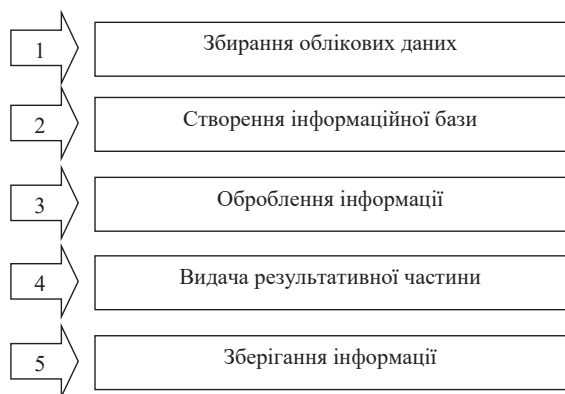 1 Збирання облікових даних
2 Створення інформаційної бази
3 Оброблення інформації
4 Видача результативної частини
5 Зберігання інформації